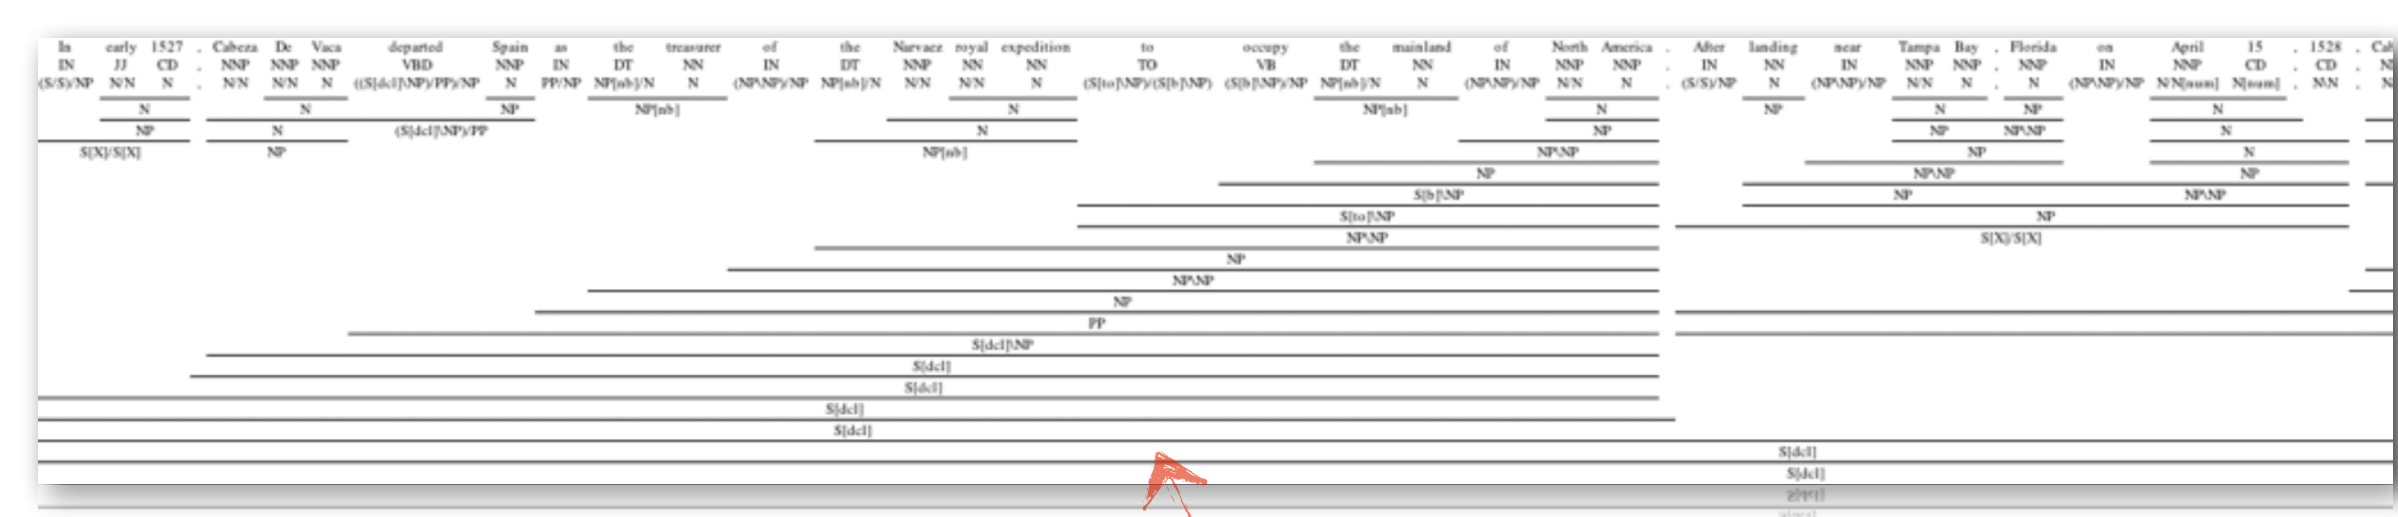 In early 1527 , Cabeza De Vaca departed Spain as the treasurer of the Narvaez royal expedition to occupy the mainland of North America . After landing near Tampa Bay , Florida on April 15 , 1528 ,
IN JJ CD , NNP NNP NNP VBD NNP IN DT NN IN DT NNP NN NN TO VB DT NN IN NNP NNP . IN NN IN NNP NNP , NNP IN NNP CD , CD ,
(S/S)/NP N/N N , N/N N/N N ((S[dcl]\NP)/PP)/NP N PP/NP NP[nb]/N N (NP\NP)/NP NP[nb]/N N/N N/N N (S[to]\NP)/(S[b]\NP) (S[b]\NP)/NP NP[nb]/N N (NP\NP)/NP N/N N . (S/S)/NP N (NP\NP)/NP N/N N , N (NP\NP)/NP N/N[num] N[num] , N\N ,
N N NP NP[nb] N NP[nb] N NP N NP N
NP N (S[dcl]\NP)/PP N NP NP NP\NP N
S[X]/S[X] NP NP[nb] NP\NP NP N
NP NP\NP NP
S[b]\NP NP NP\NP
S[to]\NP NP
NP\NP S[X]/S[X]
NP
NP\NP
NP
PP
S[dcl]\NP
S[dcl]
S[dcl]
S[dcl]
S[dcl]
S[dcl]
S[dcl]